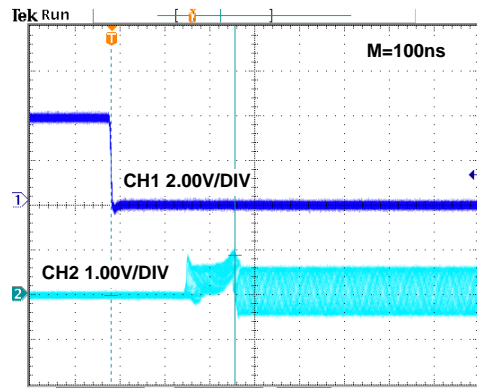 Tek Run
T
T
M=100ns
1
CH1 2.00V/DIV
CH2 1.00V/DIV
2